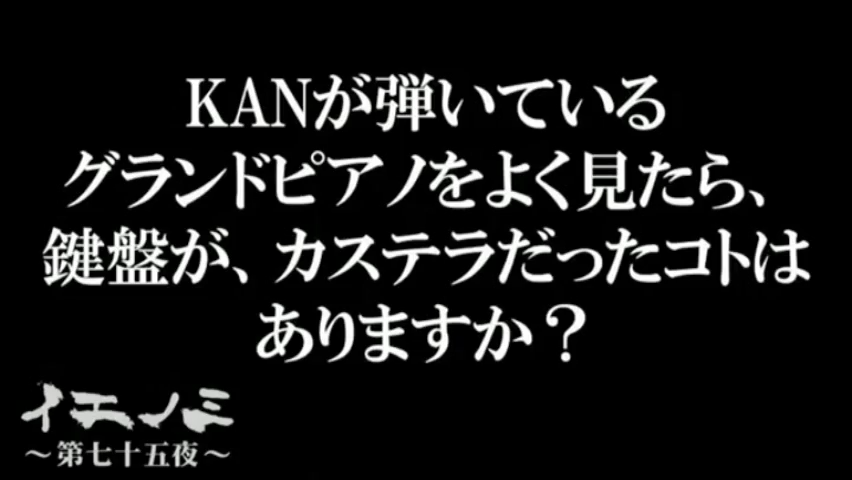 KANが弾いている
グランドピアノをよく見たら、
鍵盤が、カステラだったコトは
ありますか？
イエノミ
～第七十五夜～